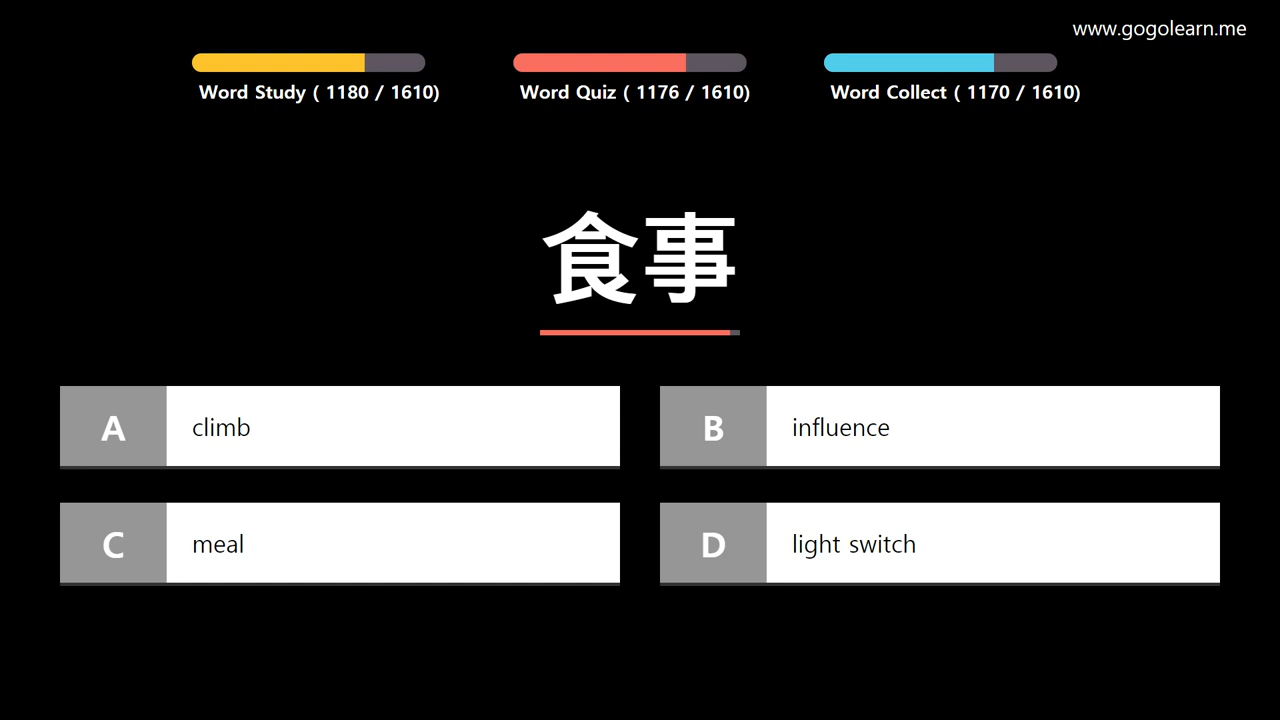 www.gogolearn.me
Word Study ( 1180 / 1610)
Word Quiz ( 1176 / 1610)
Word Collect ( 1170 / 1610)
食事
A climb
B influence
C meal
D light switch